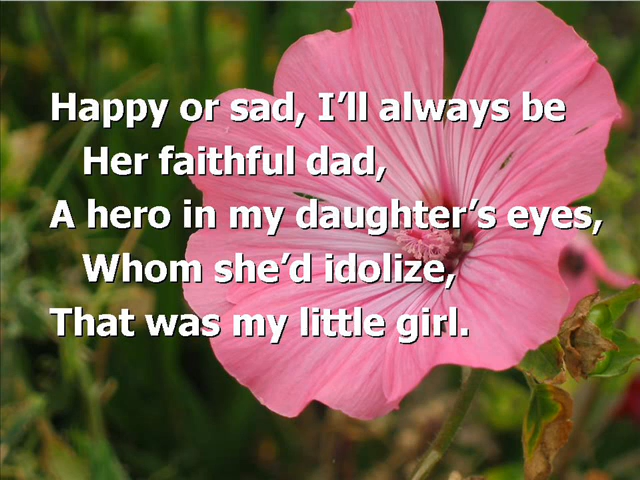 Happy or sad, I’ll always be
Her faithful dad,
A hero in my daughter’s eyes,
Whom she’d idolize,
That was my little girl.